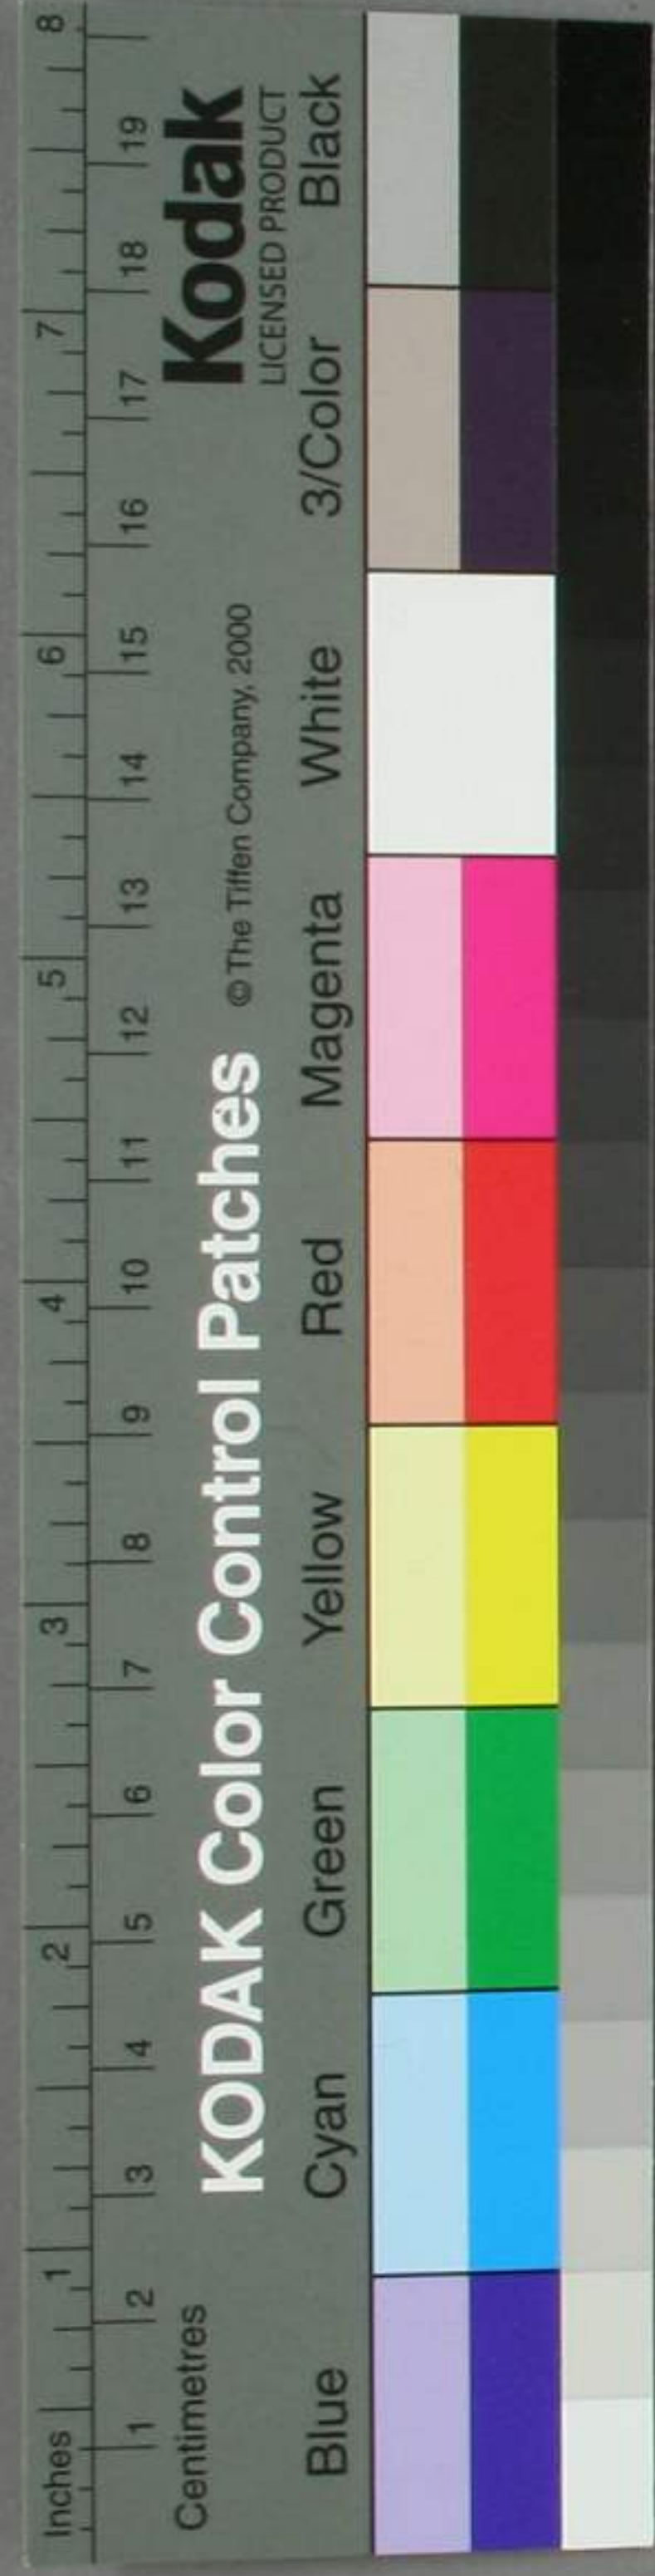 Inches 1 2 3 4 5 6 7 8
Centimetres 1 2 3 4 5 6 7 8 9 10 11 12 13 14 15 16 17 18 19
KODAK Color Control Patches © The Tiffen Company, 2000 Kodak
LICENSED PRODUCT
Blue Cyan Green Yellow Red Magenta White 3/Color Black